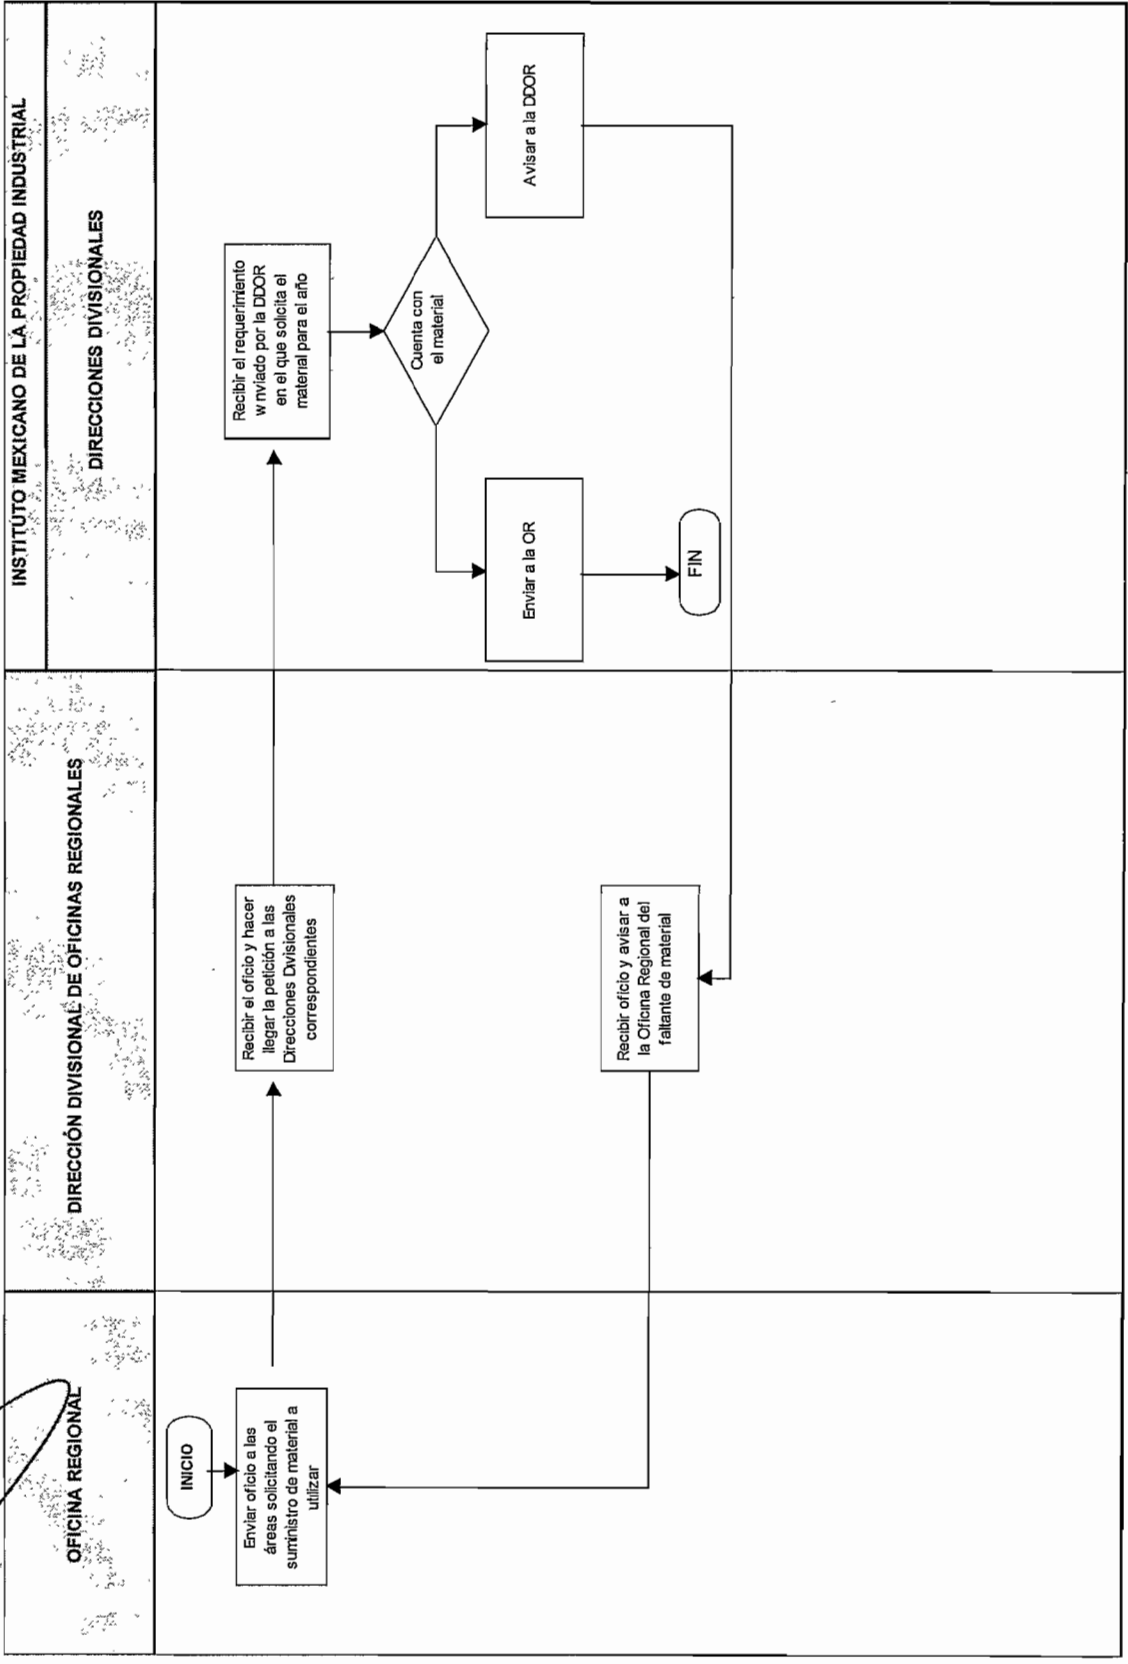 INSTITUTO MEXICANO DE LA PROPIEDAD INDUSTRIAL
OFICINA REGIONAL
DIRECCIÓN DIVISIONAL DE OFICINAS REGIONALES
DIRECCIONES DIVISIONALES
INICIO
Enviar oficio a las
áreas solicitando el
suministro de material a
utilizar
Recibir el oficio y hacer
llegar la petición a las
Direcciones Dvisionales
correspondientes
Recibir el requerimiento
w nviado por la DDOR
en el que solicita el
material para el año
Cuenta con
el material
Enviar a la OR
Avisar a la DDOR
FIN
Recibir oficio y avisar a
la Oficina Regional del
faltante de material